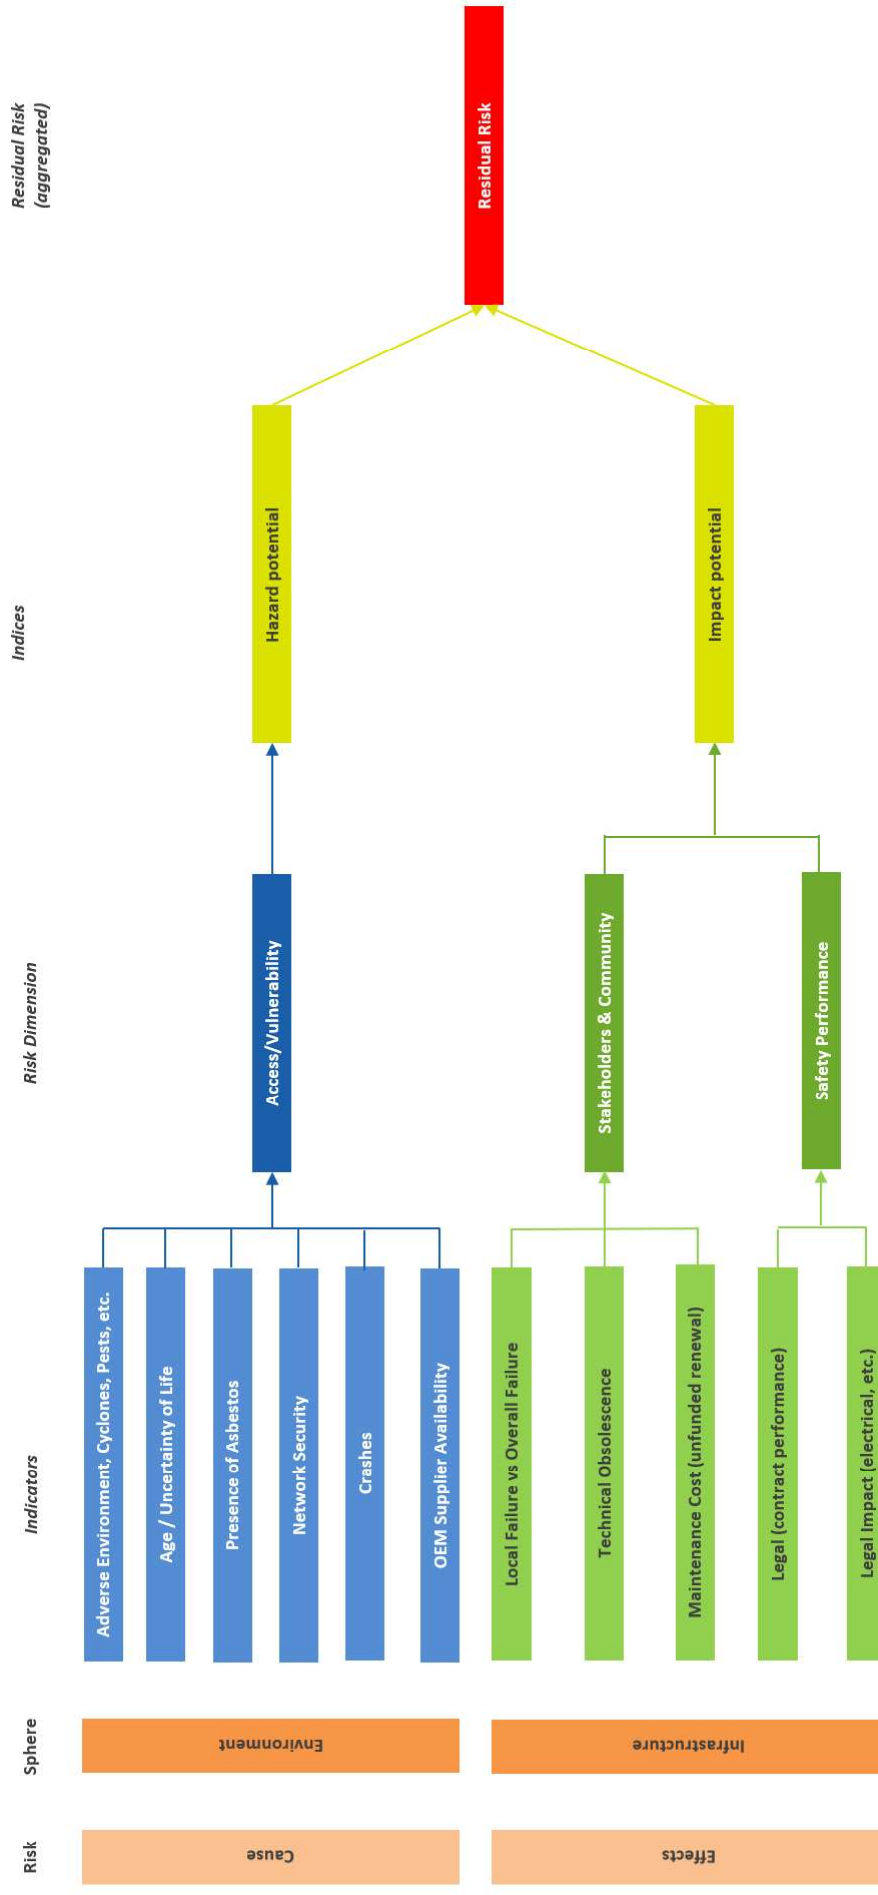 Risk
Sphere
Indicators
Risk Dimension
Indices
Residual Risk
(aggregated)
Cause
Environment
Adverse Environment, Cyclones, Pests, etc.
Age / Uncertainty of Life
Presence of Asbestos
Network Security
Crashes
OEM Supplier Availability
Access/Vulnerability
Hazard potential
Residual Risk
Effects
Infrastructure
Local Failure vs Overall Failure
Technical Obsolescence
Maintenance Cost (unfunded renewal)
Legal (contract performance)
Legal Impact (electrical, etc.)
Stakeholders & Community
Safety Performance
Impact potential